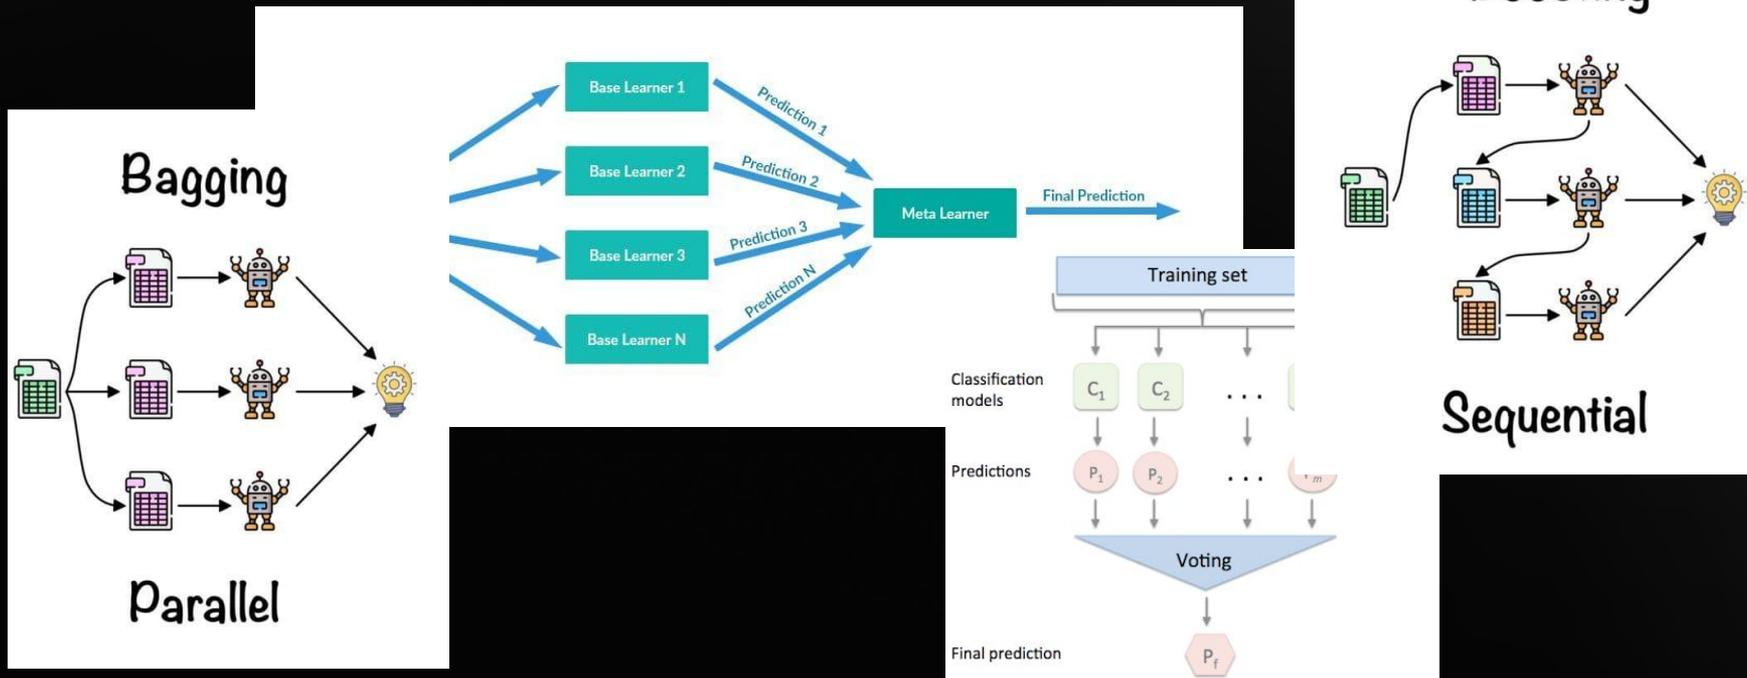 Bagging
Parallel
Base Learner 1
Base Learner 2
Base Learner 3
Base Learner N
Prediction 1
Prediction 2
Prediction 3
Prediction N
Meta Learner
Final Prediction
Training set
Classification
models
C1
C2
. . .
Predictions
P1
P2
. . .
Voting
Final prediction
Pf
Sequential